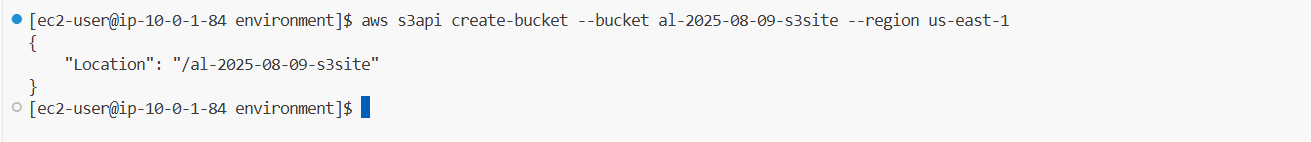 [ec2-user@ip-10-0-1-84 environment]$ aws s3api create-bucket --bucket al-2025-08-09-s3site --region us-east-1
{
    "Location": "/al-2025-08-09-s3site"
}
[ec2-user@ip-10-0-1-84 environment]$